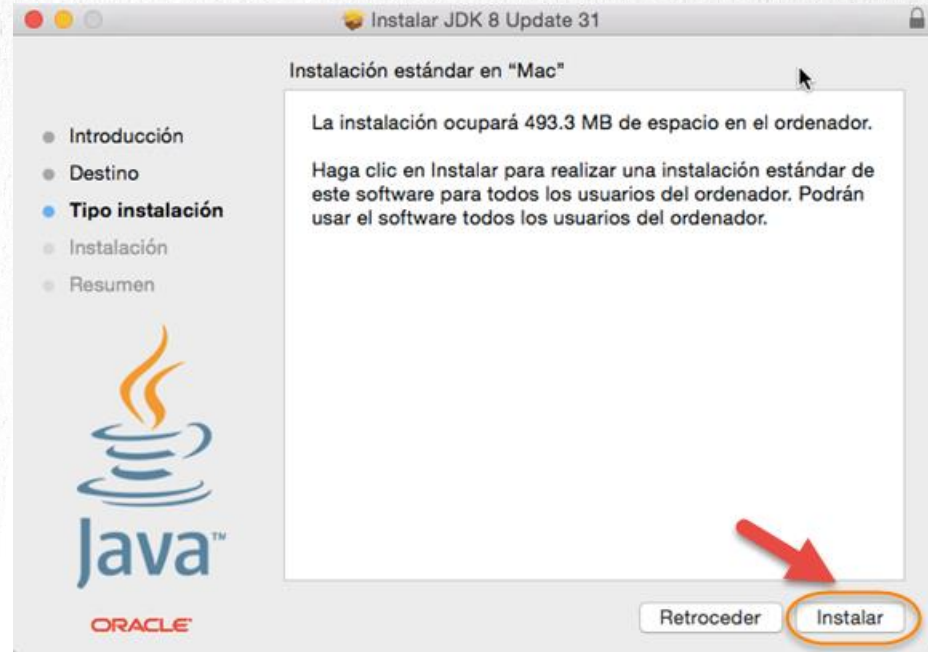 Instalar JDK 8 Update 31
Instalación estándar en “Mac”
Introducción
Destino
Tipo instalación
Instalación
Resumen
La instalación ocupará 493.3 MB de espacio en el ordenador.
Haga clic en Instalar para realizar una instalación estándar de
este software para todos los usuarios del ordenador. Podrán
usar el software todos los usuarios del ordenador.
Java™
ORACLE®
Retroceder
Instalar